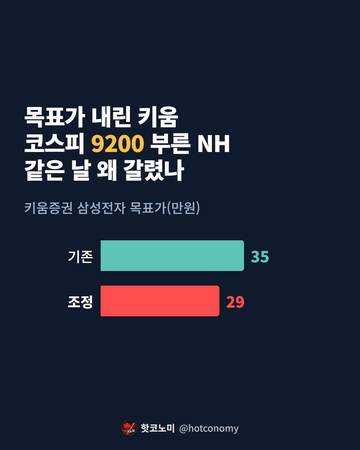 목표가 내린 키움
코스피 9200 부른 NH
같은 날 왜 갈렸나
키움증권 삼성전자 목표가(만원)
기존 35
조정 29
핫코노미 @hotconomy